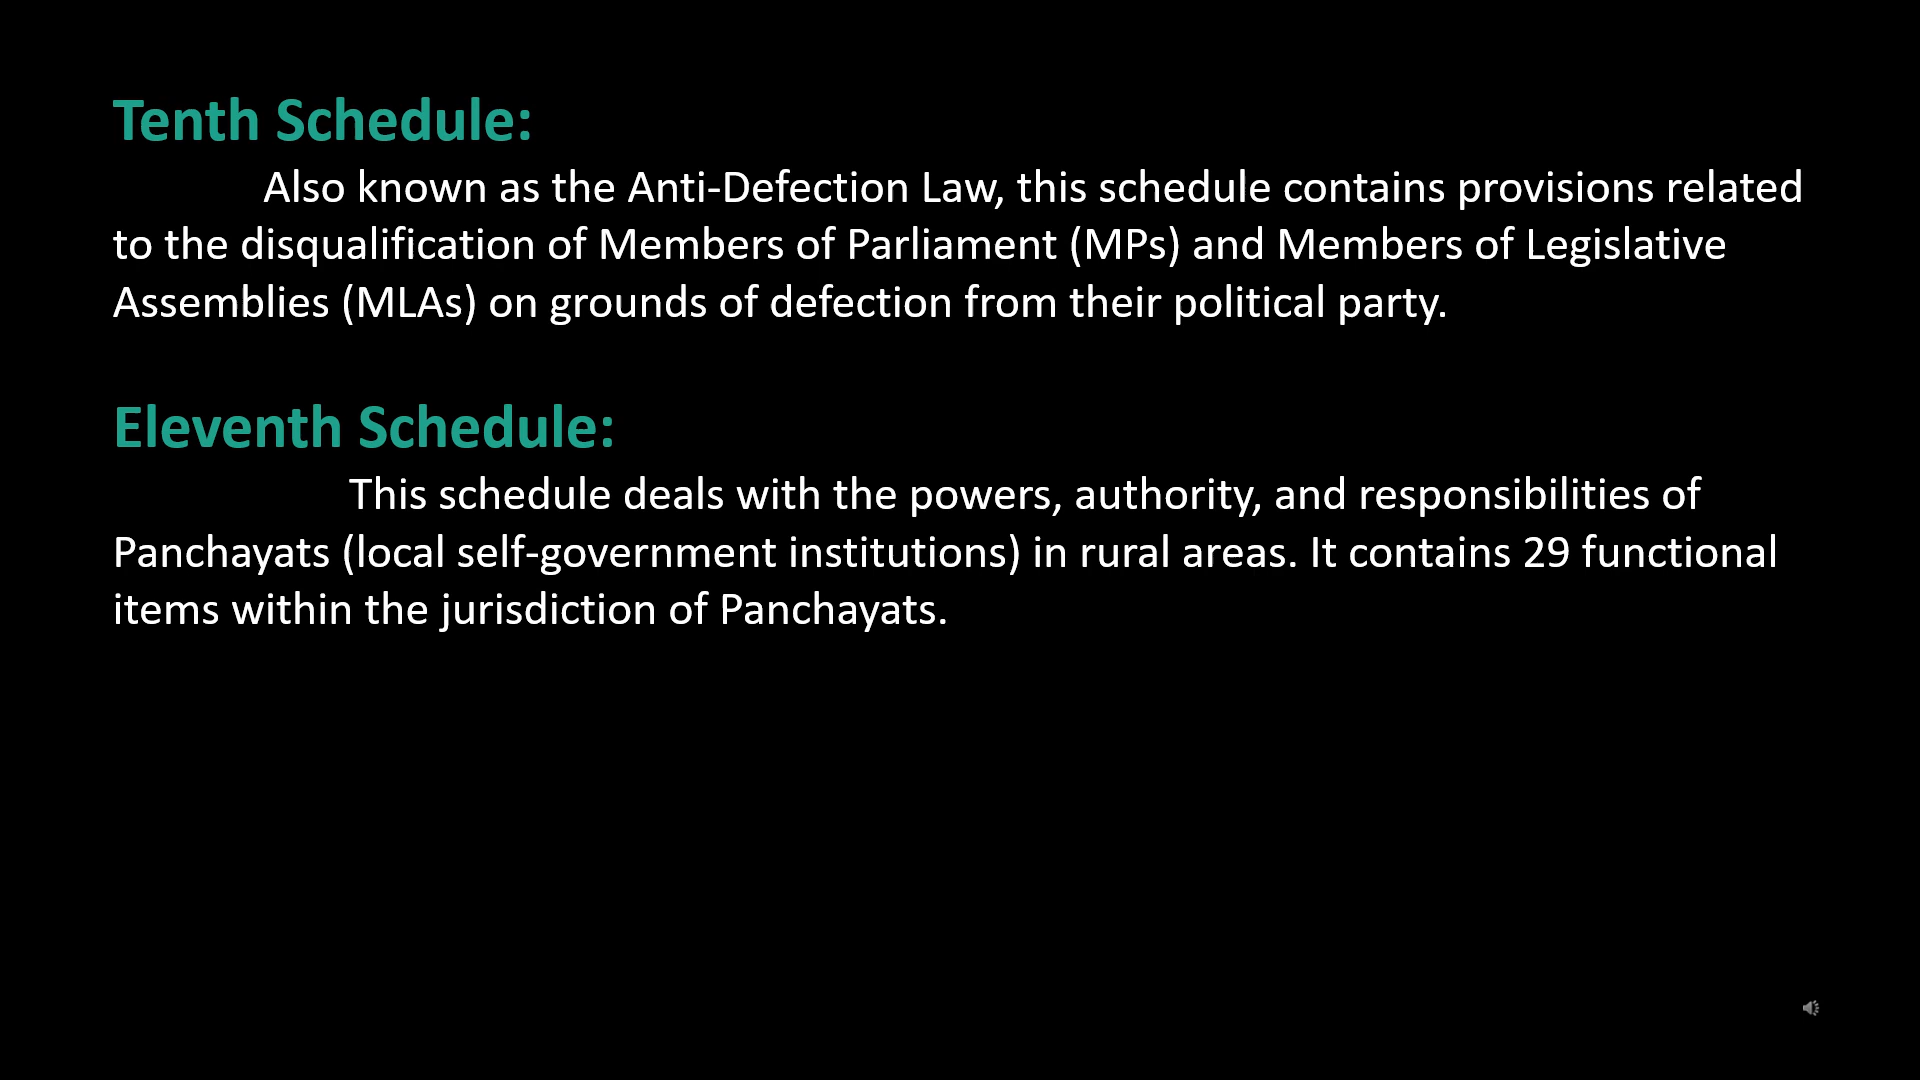 Tenth Schedule:
Also known as the Anti-Defection Law, this schedule contains provisions related
to the disqualification of Members of Parliament (MPs) and Members of Legislative
Assemblies (MLAs) on grounds of defection from their political party.
Eleventh Schedule:
This schedule deals with the powers, authority, and responsibilities of
Panchayats (local self-government institutions) in rural areas. It contains 29 functional
items within the jurisdiction of Panchayats.